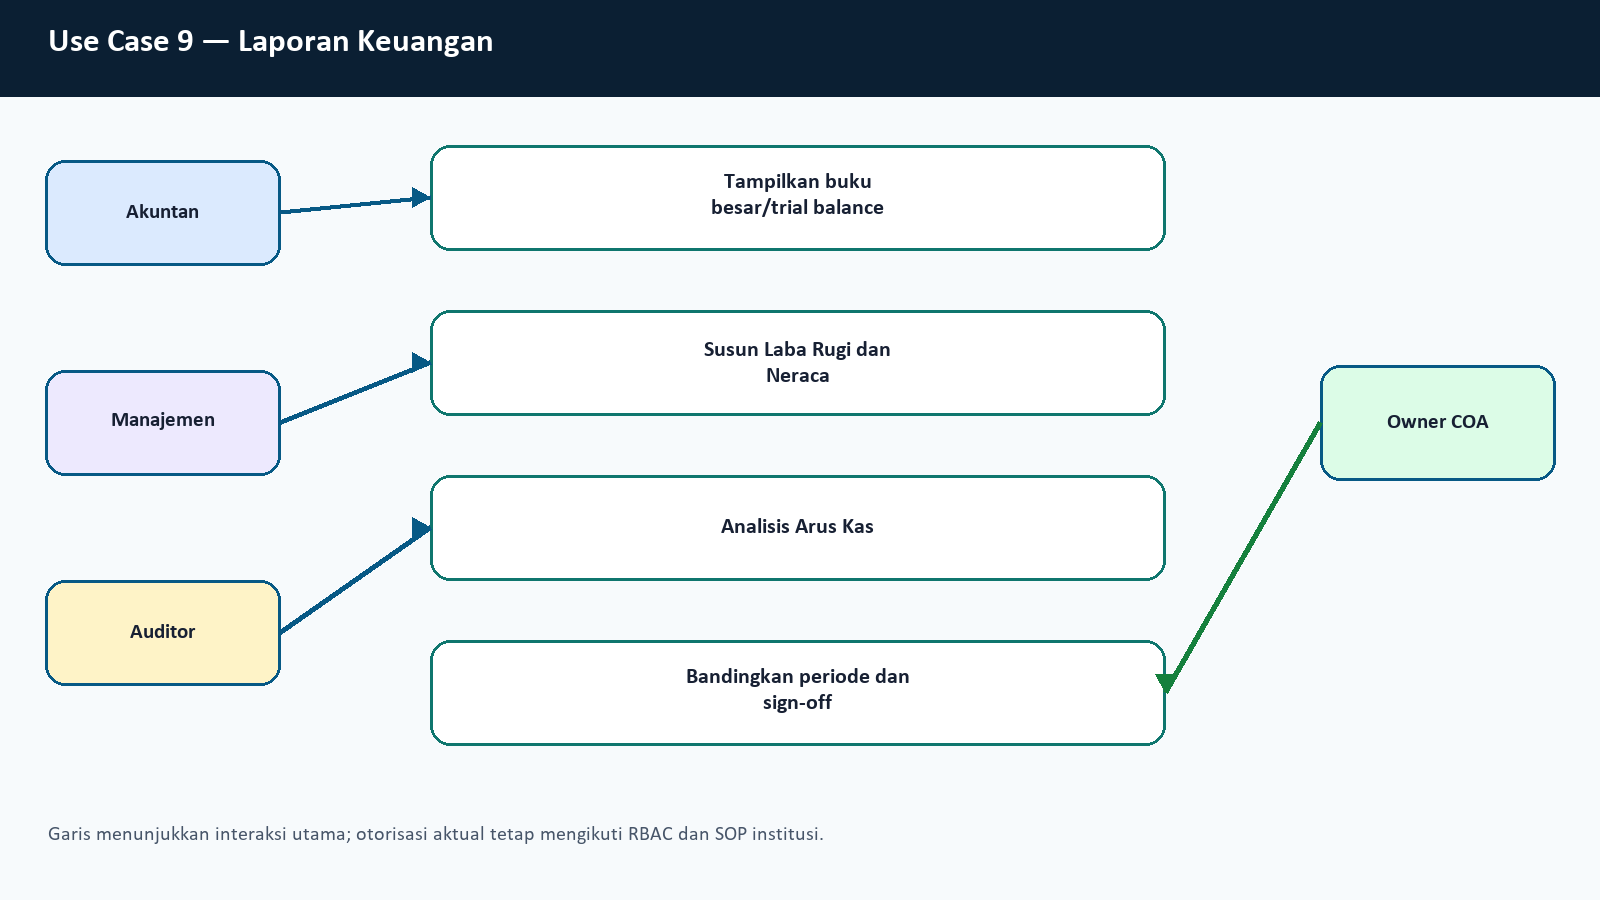 Use Case 9 — Laporan Keuangan
Akuntan
Tampilkan buku
besar/trial balance
Manajemen
Susun Laba Rugi dan
Neraca
Owner COA
Auditor
Analisis Arus Kas
Bandingkan periode dan
sign-off
Garis menunjukkan interaksi utama; otorisasi aktual tetap mengikuti RBAC dan SOP institusi.